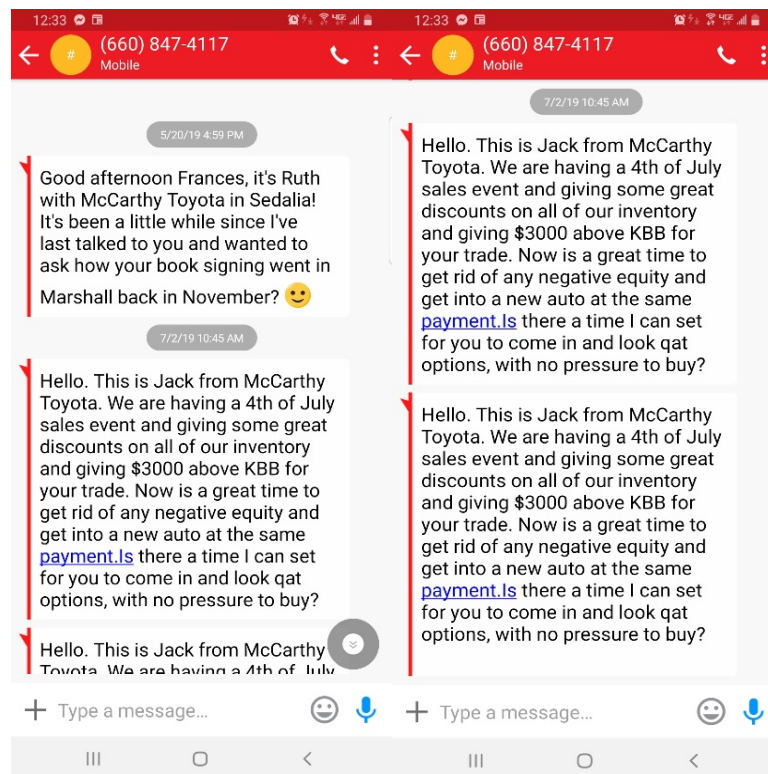 12:33
(660) 847-4117
Mobile
5/20/19 4:59 PM
Good afternoon Frances, it's Ruth
with McCarthy Toyota in Sedalia!
It's been a little while since I've
last talked to you and wanted to
ask how your book signing went in
Marshall back in November? 🙂
7/2/19 10:45 AM
Hello. This is Jack from McCarthy
Toyota. We are having a 4th of July
sales event and giving some great
discounts on all of our inventory
and giving $3000 above KBB for
your trade. Now is a great time to
get rid of any negative equity and
get into a new auto at the same
payment.Is there a time I can set
for you to come in and look qat
options, with no pressure to buy?
Hello. This is Jack from McCarthy
Toyota. We are having a 4th of July
Type a message...
12:33
(660) 847-4117
Mobile
7/2/19 10:45 AM
Hello. This is Jack from McCarthy
Toyota. We are having a 4th of July
sales event and giving some great
discounts on all of our inventory
and giving $3000 above KBB for
your trade. Now is a great time to
get rid of any negative equity and
get into a new auto at the same
payment.Is there a time I can set
for you to come in and look qat
options, with no pressure to buy?
Hello. This is Jack from McCarthy
Toyota. We are having a 4th of July
sales event and giving some great
discounts on all of our inventory
and giving $3000 above KBB for
your trade. Now is a great time to
get rid of any negative equity and
get into a new auto at the same
payment.Is there a time I can set
for you to come in and look qat
options, with no pressure to buy?
Type a message...